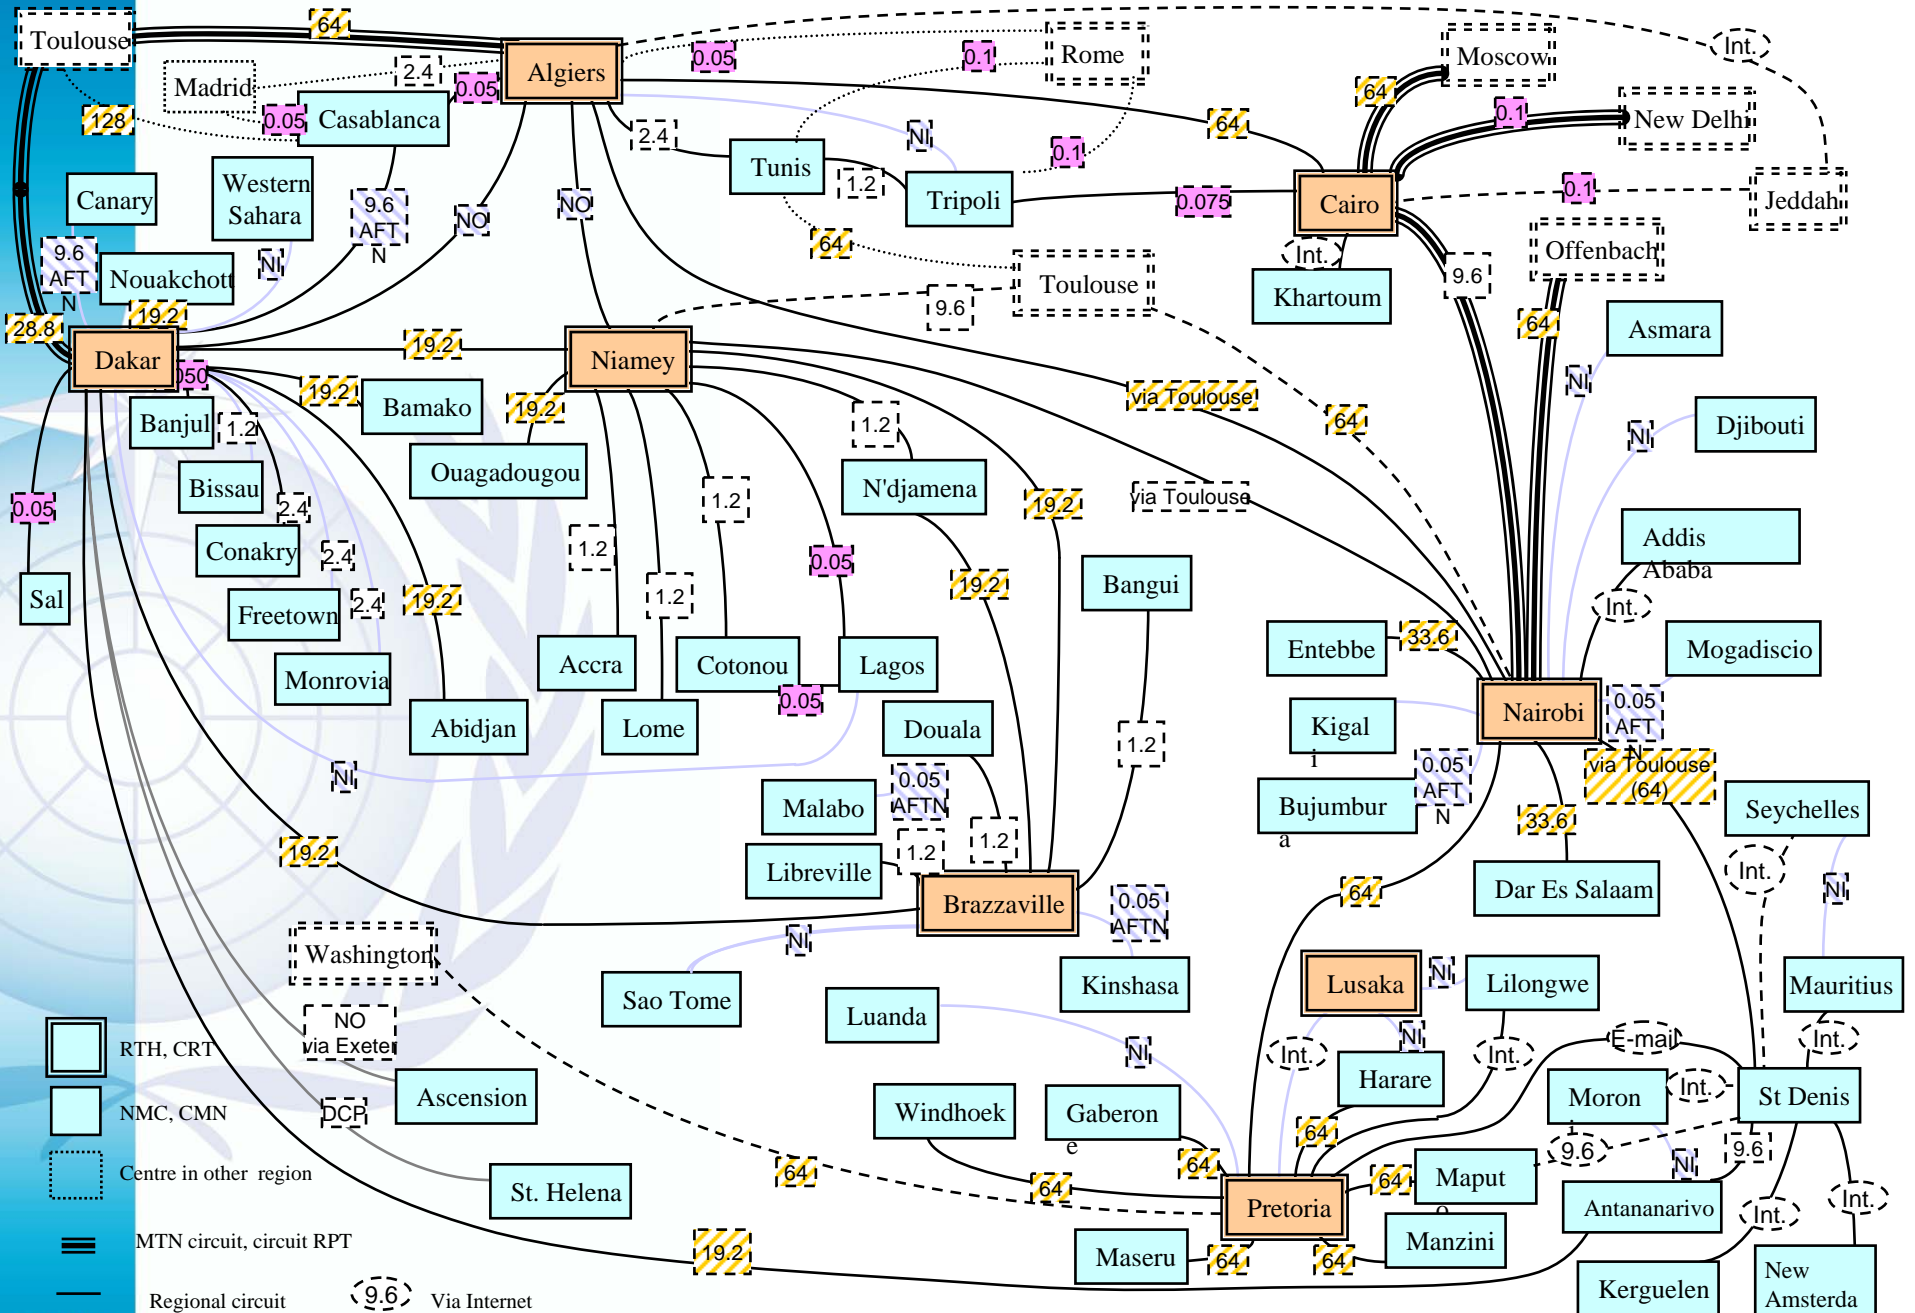 Toulouse
64
Algiers
0.05
0.1
Rome
Moscow
Int.
Madrid
2.4
0.05
64
0.1
New Delhi
128
0.05
Casablanca
2.4
NI
0.1
64
Canary
Western
Sahara
9.6
AFT
N
NO
NO
Tunis
1.2
Tripoli
0.075
Cairo
0.1
Jeddah
9.6
AFT
N
NI
Nouakchott
64
Int.
Khartoum
9.6
Offenbach
Toulouse
9.6
28.8
19.2
64
Asmara
Dakar
19.2
Niamey
050
19.2
Bamako
19.2
via Toulouse
64
NI
Banjul
1.2
1.2
NI
Djibouti
Ouagadougou
Bissau
N'djamena
0.05
2.4
1.2
19.2
via Toulouse
Conakry
2.4
1.2
0.05
Addis
Ababa
Sal
Freetown
2.4
19.2
1.2
19.2
Bangui
Int.
Entebbe
33.6
Monrovia
Accra
Cotonou
Lagos
Mogadiscio
0.05
Abidjan
Lome
Douala
1.2
Kigal
i
Nairobi
0.05
AFT
N
NI
Malabo
0.05
AFTN
Bujumbur
a
0.05
AFT
N
via Toulouse
(64)
Seychelles
19.2
1.2
1.2
33.6
Libreville
Int.
NI
Brazzaville
0.05
AFTN
64
Dar Es Salaam
Washington
NI
Sao Tome
Kinshasa
Lusaka
NI
Lilongwe
Mauritius
Luanda
NO
via Exeter
NI
Int.
NI
Int.
E-mail
Int.
RTH, CRT
Harare
Ascension
Windhoek
Gaberon
e
Moron
Int.
St Denis
NMC, CMN
DCP
64
9.6
9.6
Centre in other region
St. Helena
64
64
64
64
Maput
o
NI
Int.
Int.
Pretoria
Antananarivo
MTN circuit, circuit RPT
19.2
Maseru
64
64
Manzini
Kerguelen
New
Amsterda
Regional circuit
9.6
Via Internet